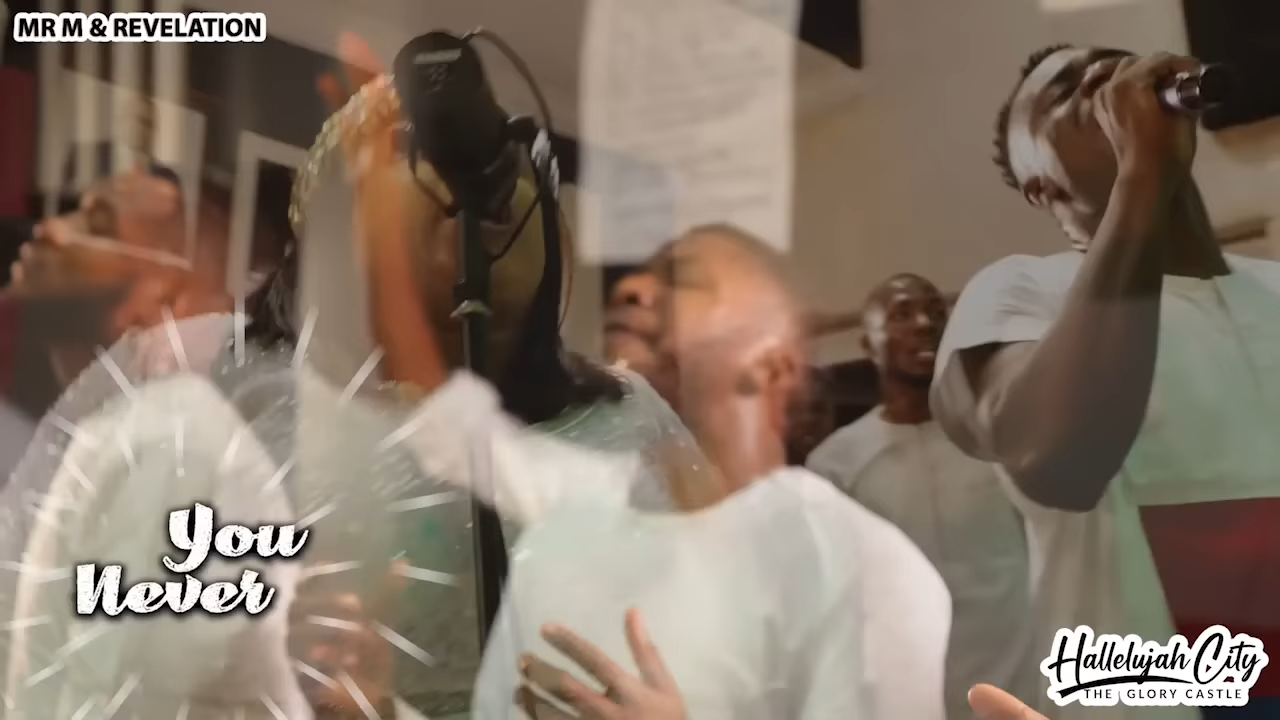 MR M & REVELATION
You
Never
Hallelujah City
THE GLORY CASTLE